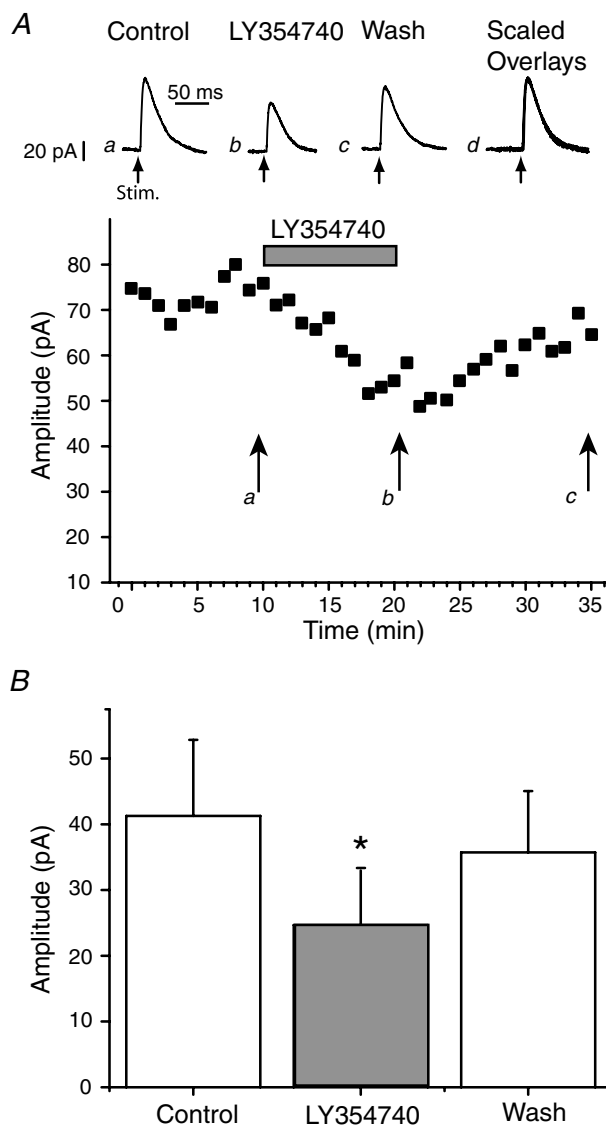 A
Control LY354740 Wash Scaled
Overlays
50 ms
20 pA a b c d
Stim.
LY354740
80
70
60
50
40
30
20
10
Amplitude (pA)
a b c
0 5 10 15 20 25 30 35
Time (min)
B
50
40
30
20
10
0
Amplitude (pA)
*
Control LY354740 Wash